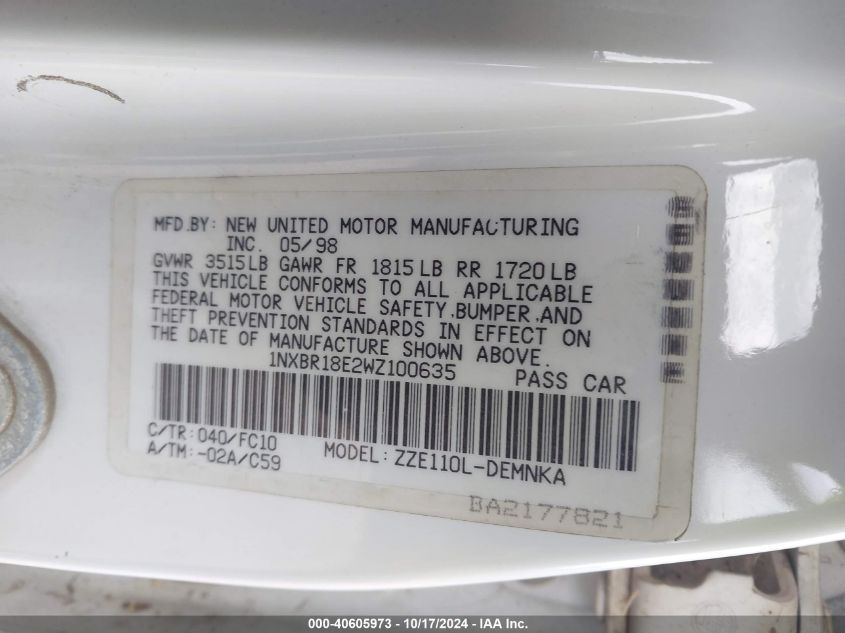 MFD.BY: NEW UNITED MOTOR MANUFACTURING
INC. 05/98
GVWR 3515LB GAWR FR 1815LB RR 1720LB
THIS VEHICLE CONFORMS TO ALL APPLICABLE
FEDERAL MOTOR VEHICLE SAFETY,BUMPER,AND
THEFT PREVENTION STANDARDS IN EFFECT ON
THE DATE OF MANUFACTURE SHOWN ABOVE.
1NXBR18E2WZ100635 PASS CAR
C/TR:040/FC10
A/TM:-02A/C59
MODEL:ZZE110L-DEMNKA
BA2177821
000-40605973 | 10/17/2024 - IAA Inc.